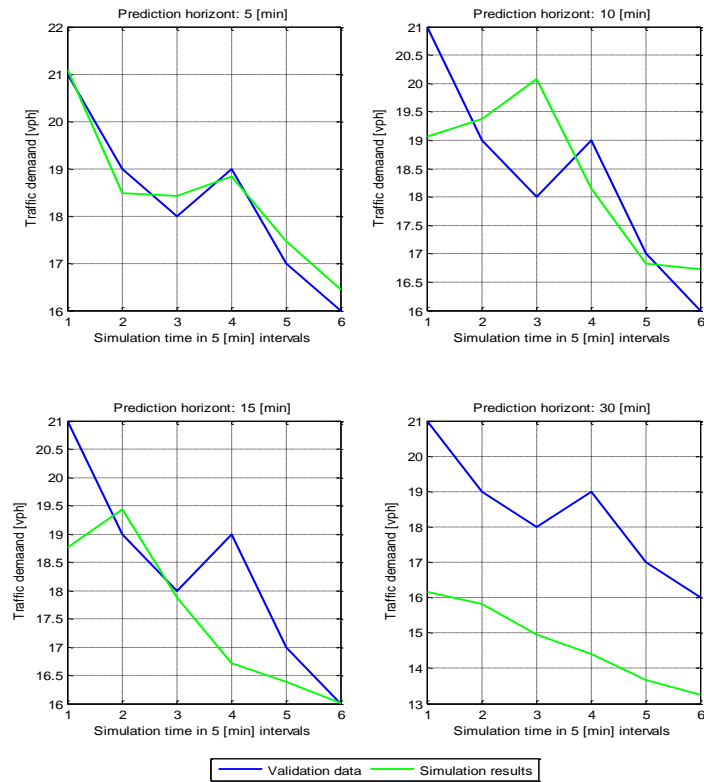 Prediction horizont: 5 [min]
22
21
20
19
18
17
16
1 2 3 4 5 6
Traffic demaand [vph]
Simulation time in 5 [min] intervals
Prediction horizont: 10 [min]
21
20.5
20
19.5
19
18.5
18
17.5
17
16.5
16
1 2 3 4 5 6
Traffic demaand [vph]
Simulation time in 5 [min] intervals
Prediction horizont: 15 [min]
21
20.5
20
19.5
19
18.5
18
17.5
17
16.5
16
1 2 3 4 5 6
Traffic demaand [vph]
Simulation time in 5 [min] intervals
Prediction horizont: 30 [min]
21
20
19
18
17
16
15
14
13
1 2 3 4 5 6
Traffic demaand [vph]
Simulation time in 5 [min] intervals
Validation data Simulation results